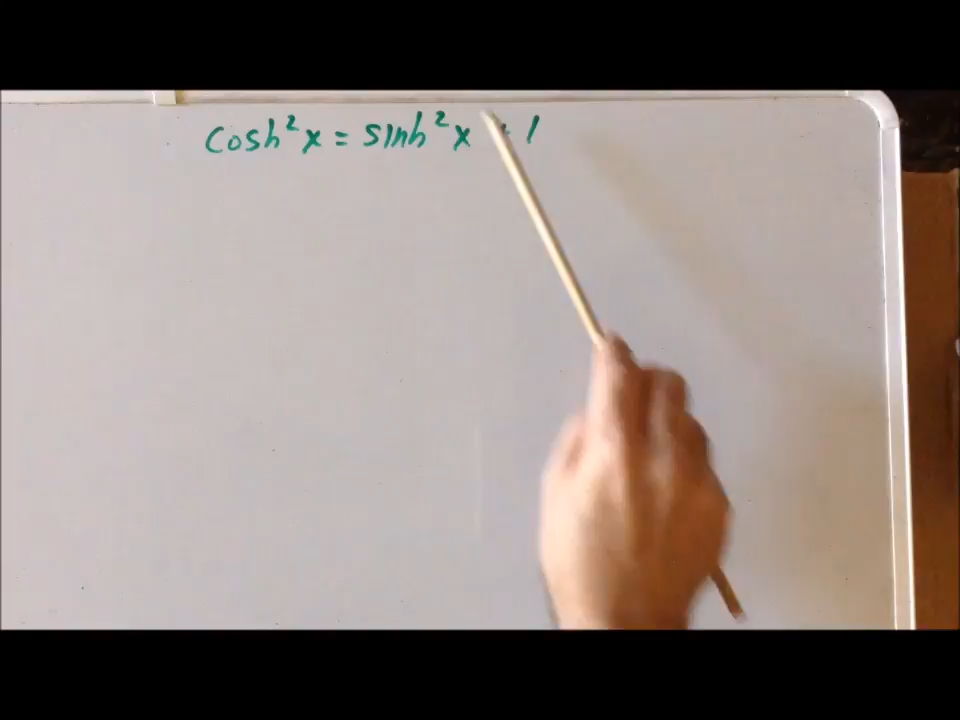 cosh²x = sinh²x + 1